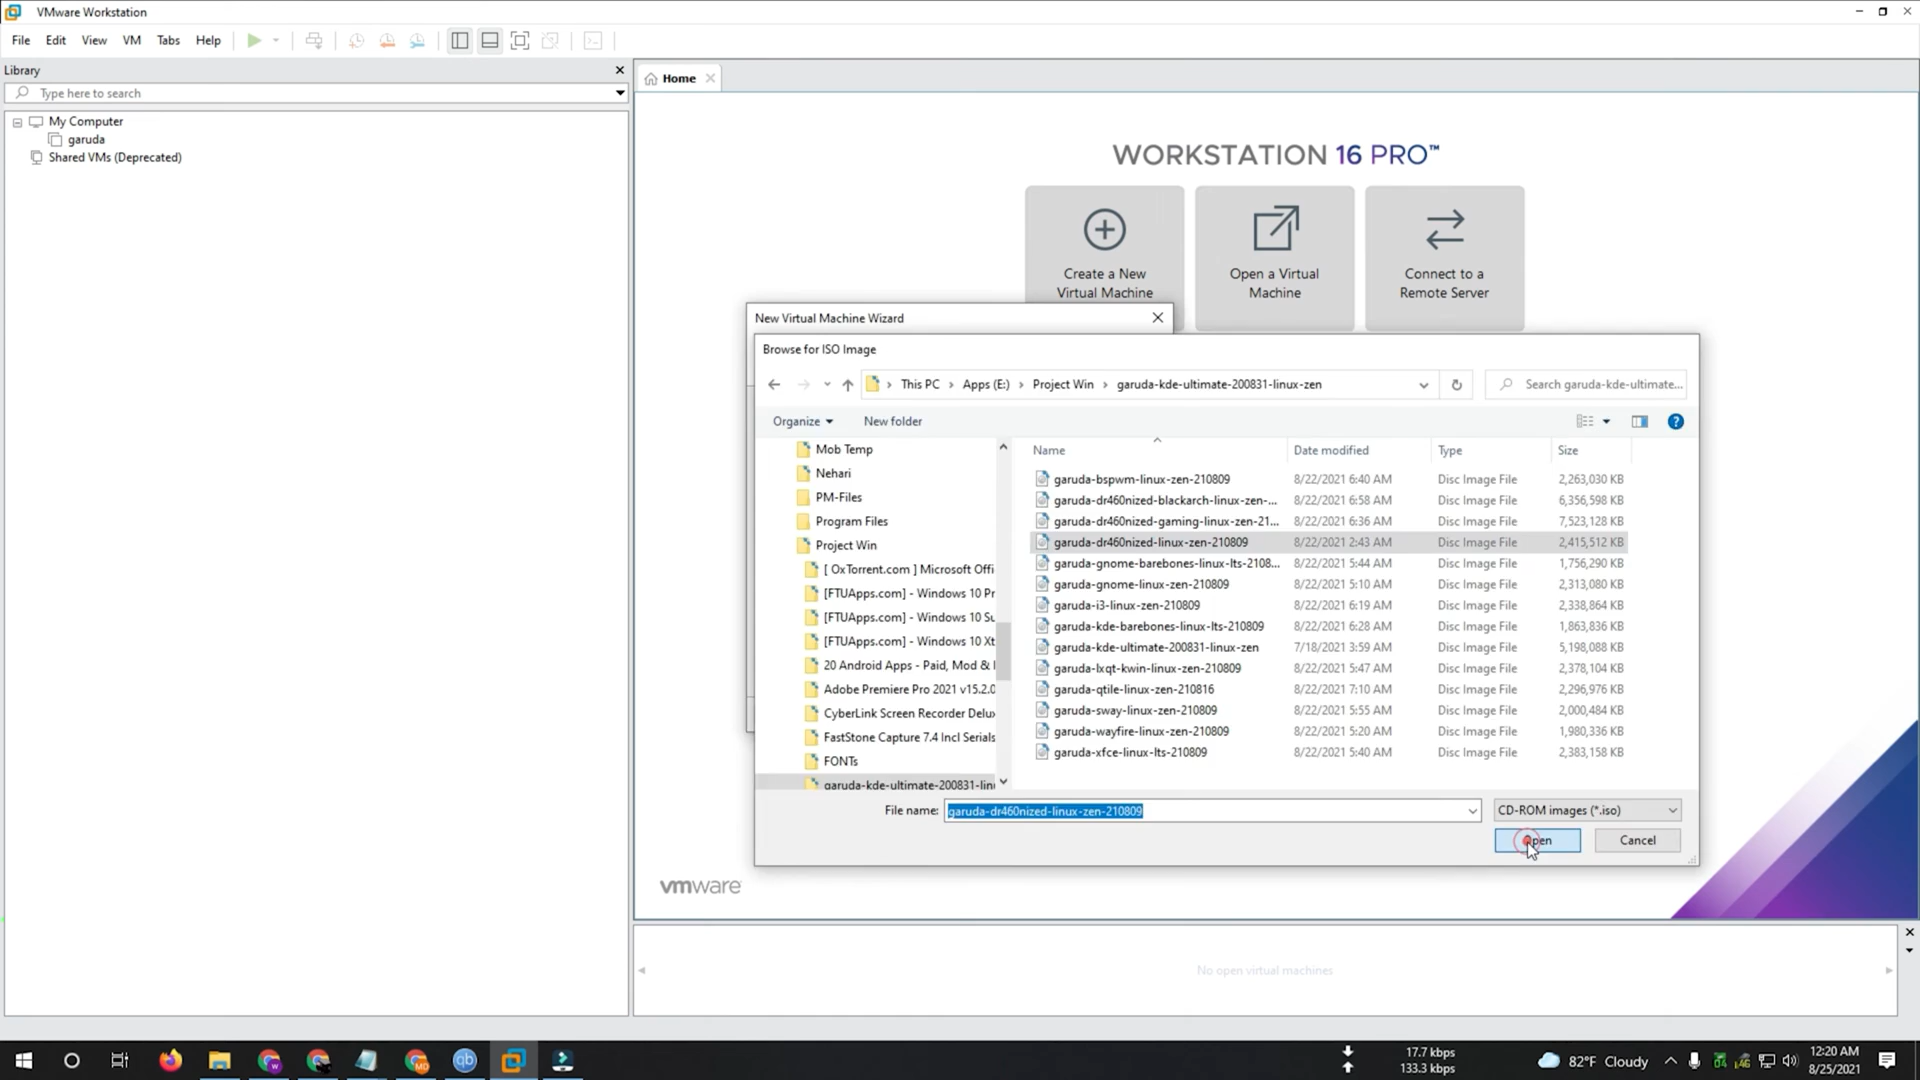 VMware Workstation
File Edit View VM Tabs Help
Library
Type here to search
My Computer
garuda
Shared VMs (Deprecated)
Home
WORKSTATION 16 PRO™
Create a New
Virtual Machine
Open a Virtual
Machine
Connect to a
Remote Server
New Virtual Machine Wizard
Browse for ISO Image
This PC › Apps (E:) › Project Win › garuda-kde-ultimate-200831-linux-zen
Search garuda-kde-ultimate...
Organize New folder
Mob Temp
Nehari
PM-Files
Program Files
Project Win
[ OxTorrent.com ] Microsoft Offi
[FTUApps.com] - Windows 10 Pr
[FTUApps.com] - Windows 10 Su
[FTUApps.com] - Windows 10 Xt
20 Android Apps - Paid, Mod &
Adobe Premiere Pro 2021 v15.2.0
CyberLink Screen Recorder Delux
FastStone Capture 7.4 Incl Serials
FONTs
garuda-kde-ultimate-200831-lin
Name Date modified Type Size
garuda-bspwm-linux-zen-210809 8/22/2021 6:40 AM Disc Image File 2,263,030 KB
garuda-dr460nized-blackarch-linux-zen-... 8/22/2021 6:58 AM Disc Image File 6,356,598 KB
garuda-dr460nized-gaming-linux-zen-21... 8/22/2021 6:36 AM Disc Image File 7,523,128 KB
garuda-dr460nized-linux-zen-210809 8/22/2021 2:43 AM Disc Image File 2,415,512 KB
garuda-gnome-barebones-linux-lts-2108... 8/22/2021 5:44 AM Disc Image File 1,756,290 KB
garuda-gnome-linux-zen-210809 8/22/2021 5:10 AM Disc Image File 2,313,080 KB
garuda-i3-linux-zen-210809 8/22/2021 6:19 AM Disc Image File 2,338,864 KB
garuda-kde-barebones-linux-lts-210809 8/22/2021 6:28 AM Disc Image File 1,863,836 KB
garuda-kde-ultimate-200831-linux-zen 7/18/2021 3:59 AM Disc Image File 5,198,088 KB
garuda-lxqt-kwin-linux-zen-210809 8/22/2021 5:47 AM Disc Image File 2,378,104 KB
garuda-qtile-linux-zen-210816 8/22/2021 7:10 AM Disc Image File 2,296,976 KB
garuda-sway-linux-zen-210809 8/22/2021 5:55 AM Disc Image File 2,000,484 KB
garuda-wayfire-linux-zen-210809 8/22/2021 5:20 AM Disc Image File 1,980,336 KB
garuda-xfce-linux-lts-210809 8/22/2021 5:40 AM Disc Image File 2,383,158 KB
File name: garuda-dr460nized-linux-zen-210809 CD-ROM images (*.iso)
Open Cancel
vmware
No open virtual machines
17.7 kbps
133.3 kbps
82°F Cloudy
12:20 AM
8/25/2021